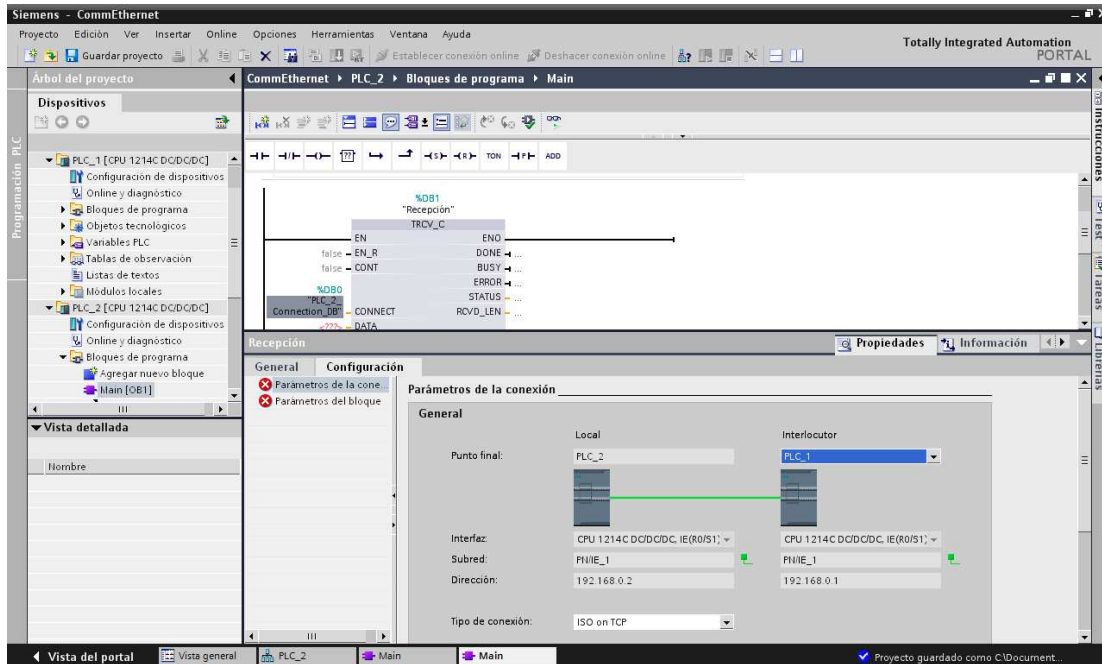 Siemens - CommEthernet
Proyecto Edición Ver Insertar Online Opciones Herramientas Ventana Ayuda
Totally Integrated Automation
PORTAL
Guardar proyecto
Establecer conexión online
Deshacer conexión online
Árbol del proyecto
CommEthernet PLC_2 Bloques de programa Main
Dispositivos
Programación PLC
PLC_1 [CPU 1214C DC/DC/DC]
Configuración de dispositivos
Online y diagnóstico
Bloques de programa
Objetos tecnológicos
Variables PLC
Tablas de observación
Listas de textos
Módulos locales
PLC_2 [CPU 1214C DC/DC/DC]
Configuración de dispositivos
Online y diagnóstico
Bloques de programa
Agregar nuevo bloque
Main [OB1]
Vista detallada
Nombre
?? S R TON P ADD
%DB1
"Recepción"
TRCV_C
EN ENO
false EN_R DONE ...
false CONT BUSY ...
ERROR ...
%DB0 STATUS ...
"PLC_2_
Connection_DB" CONNECT RCVD_LEN ...
<???> DATA
Recepción
Propiedades
Información
General Configuración
Parámetros de la cone...
Parámetros del bloque
Parámetros de la conexión
General
Local Interlocutor
Punto final: PLC_2 PLC_1
Interfaz: CPU 1214C DC/DC/DC, IE(R0/S1) CPU 1214C DC/DC/DC, IE(R0/S1)
Subred: PN/IE_1 PN/IE_1
Dirección: 192.168.0.2 192.168.0.1
Tipo de conexión: ISO on TCP
Instrucciones
Test
Tareas
Librerías
Vista del portal
Vista general
PLC_2
Main
Main
Proyecto guardado como C:\Document...